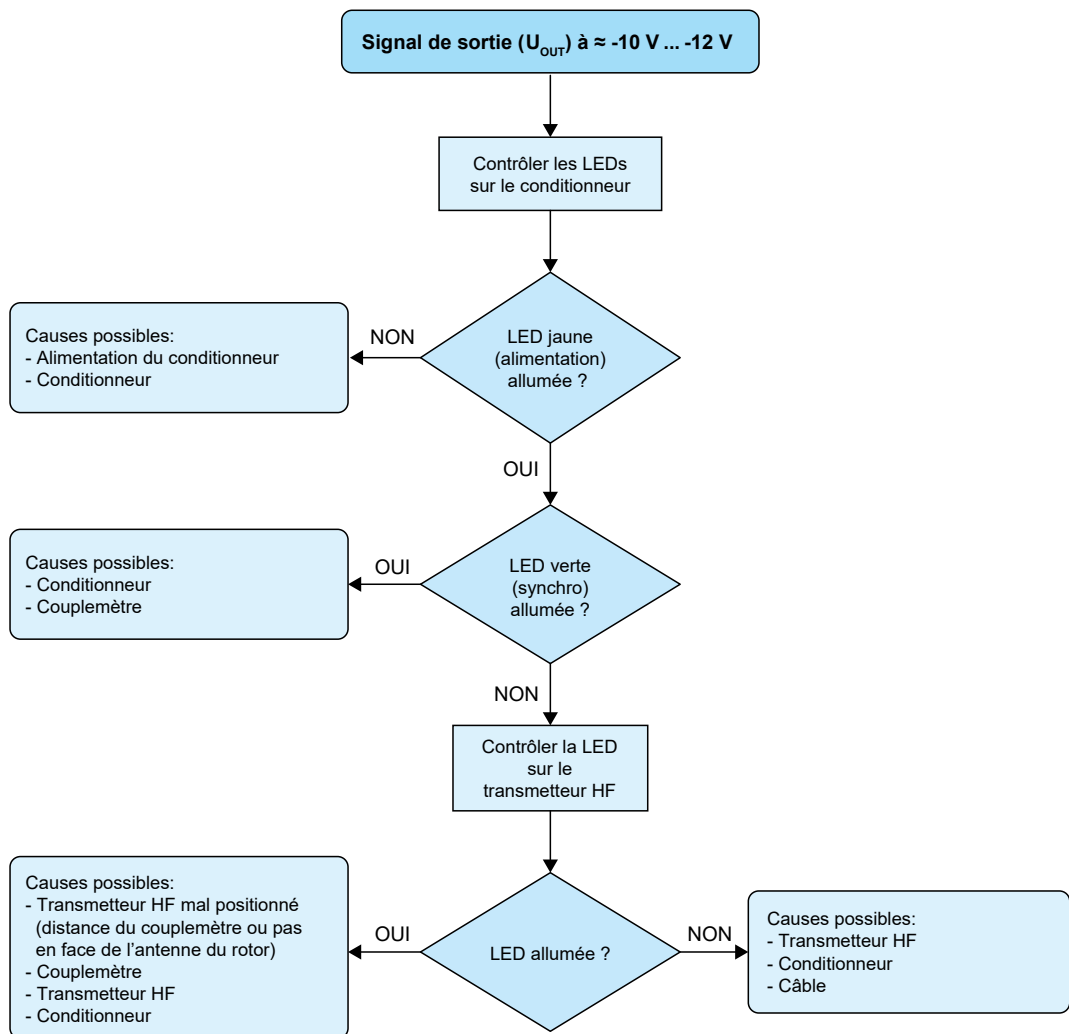 Signal de sortie (UOUT) à ≈ -10 V ... -12 V
Contrôler les LEDs
sur le conditionneur
LED jaune
(alimentation)
allumée ?
NON
Causes possibles:
- Alimentation du conditionneur
- Conditionneur
OUI
LED verte
(synchro)
allumée ?
OUI
Causes possibles:
- Conditionneur
- Couplemètre
NON
Contrôler la LED
sur le
transmetteur HF
LED allumée ?
OUI
Causes possibles:
- Transmetteur HF mal positionné
(distance du couplemètre ou pas
en face de l’antenne du rotor)
- Couplemètre
- Transmetteur HF
- Conditionneur
NON
Causes possibles:
- Transmetteur HF
- Conditionneur
- Câble